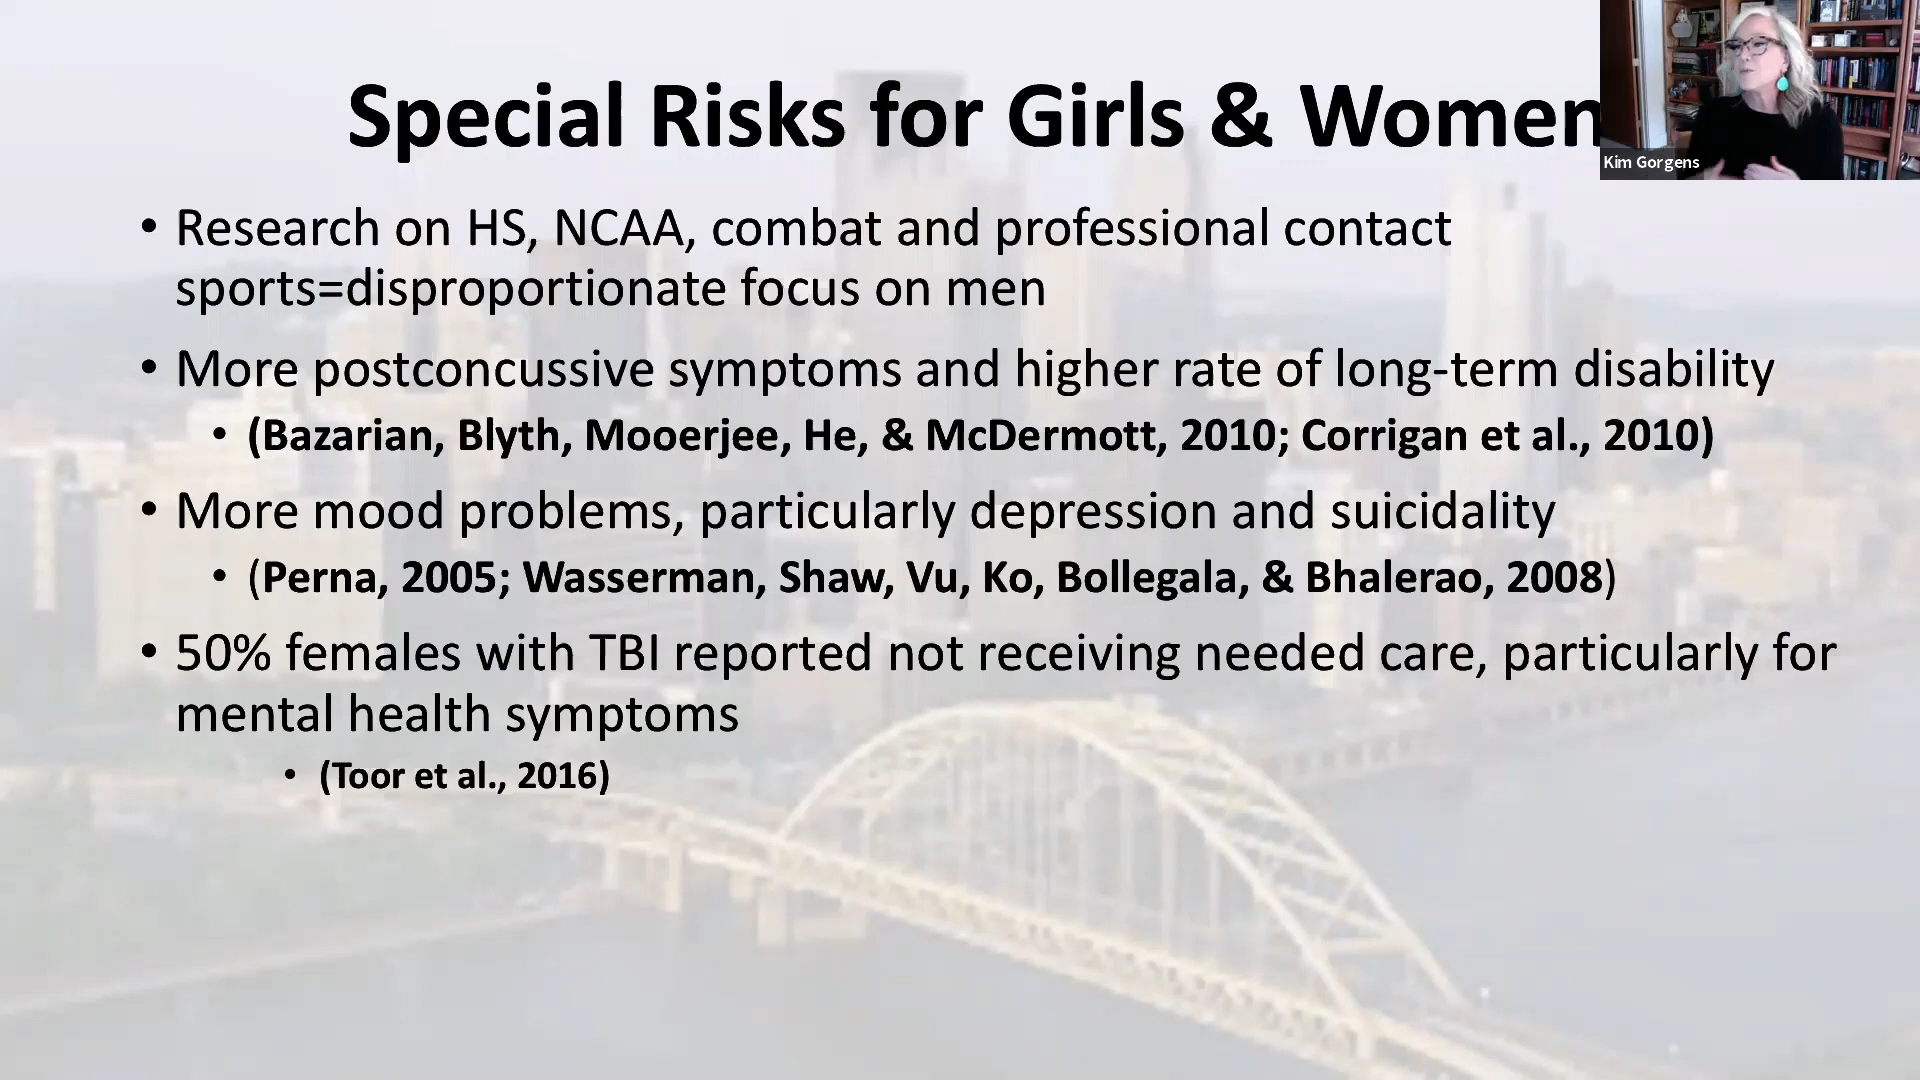 Special Risks for Girls & Women
Kim Gorgens
• Research on HS, NCAA, combat and professional contact
sports=disproportionate focus on men
• More postconcussive symptoms and higher rate of long-term disability
• (Bazarian, Blyth, Mooerjee, He, & McDermott, 2010; Corrigan et al., 2010)
• More mood problems, particularly depression and suicidality
• (Perna, 2005; Wasserman, Shaw, Vu, Ko, Bollegala, & Bhalerao, 2008)
• 50% females with TBI reported not receiving needed care, particularly for
mental health symptoms
• (Toor et al., 2016)